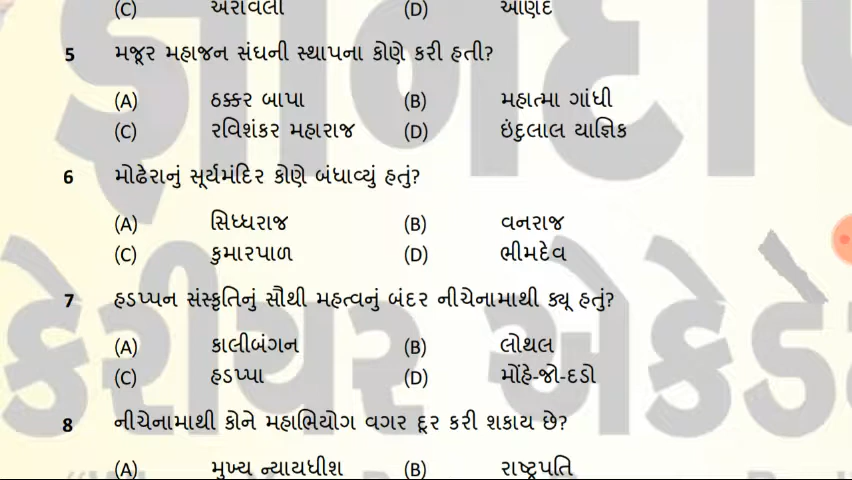 (C) અરાવલી (D) આણંદ
5 મજૂર મહાજન સંઘની સ્થાપના કોણે કરી હતી?
(A) ઠક્કર બાપા (B) મહાત્મા ગાંધી
(C) રવિશંકર મહારાજ (D) ઇંદુલાલ યાજ્ઞિક
6 મોઢેરાનું સૂર્યમંદિર કોણે બંધાવ્યું હતું?
(A) સિધ્ધરાજ (B) વનરાજ
(C) કુમારપાળ (D) ભીમદેવ
7 હડપ્પન સંસ્કૃતિનું સૌથી મહત્વનું બંદર નીચેનામાથી ક્યૂ હતું?
(A) કાલીબંગન (B) લોથલ
(C) હડપ્પા (D) મોંહે-જો-દડો
8 નીચેનામાથી કોને મહાભિયોગ વગર દૂર કરી શકાય છે?
(A) મુખ્ય ન્યાયધીશ (B) રાષ્ટ્રપતિ
કેરીયર એકેડે